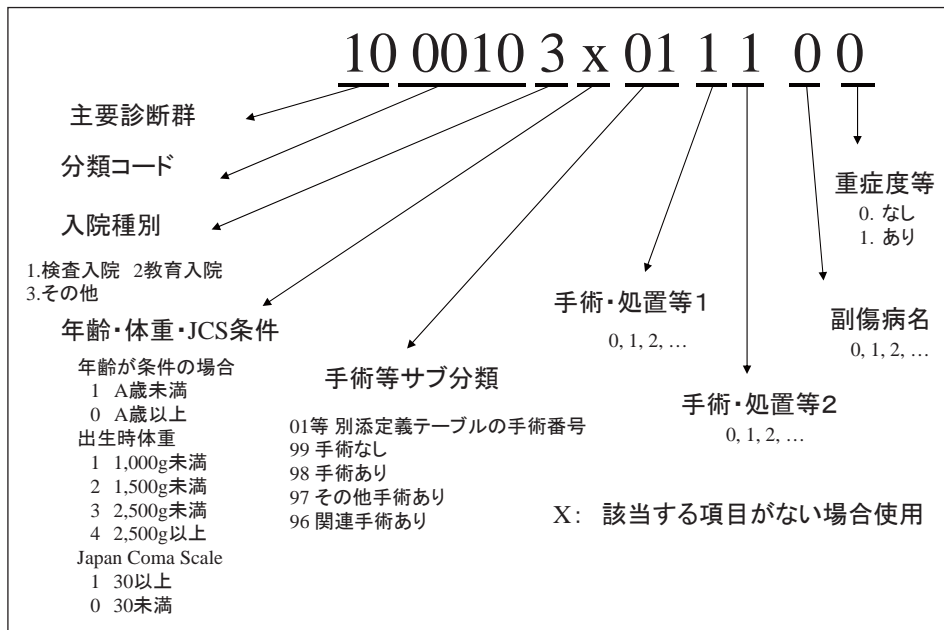 10 0010 3 x 01 1 1 0 0
主要診断群
分類コード
入院種別
1.検査入院 2教育入院
3.その他
年齢・体重・JCS条件
年齢が条件の場合
1 A歳未満
0 A歳以上
出生時体重
1 1,000g未満
2 1,500g未満
3 2,500g未満
4 2,500g以上
Japan Coma Scale
1 30以上
0 30未満
手術等サブ分類
01等 別添定義テーブルの手術番号
99 手術なし
98 手術あり
97 その他手術あり
96 関連手術あり
手術・処置等1
0, 1, 2, …
手術・処置等2
0, 1, 2, …
副傷病名
0, 1, 2, …
重症度等
0. なし
1. あり
X: 該当する項目がない場合使用